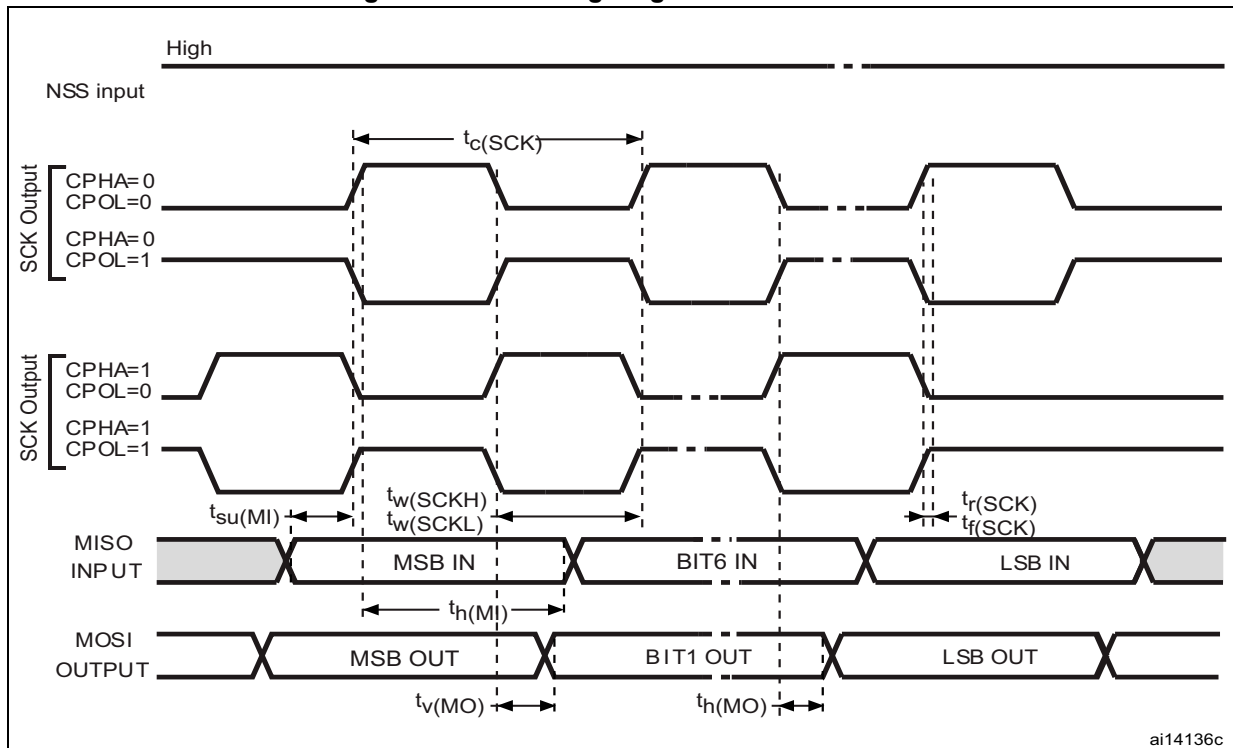 High
NSS input
tc(SCK)
SCK Output
CPHA=0
CPOL=0
CPHA=0
CPOL=1
SCK Output
CPHA=1
CPOL=0
CPHA=1
CPOL=1
tsu(MI)
tw(SCKH)
tw(SCKL)
tr(SCK)
tf(SCK)
MISO
INPUT
MSB IN
BIT6 IN
LSB IN
th(MI)
MOSI
OUTPUT
MSB OUT
BIT1 OUT
LSB OUT
tv(MO)
th(MO)
ai14136c